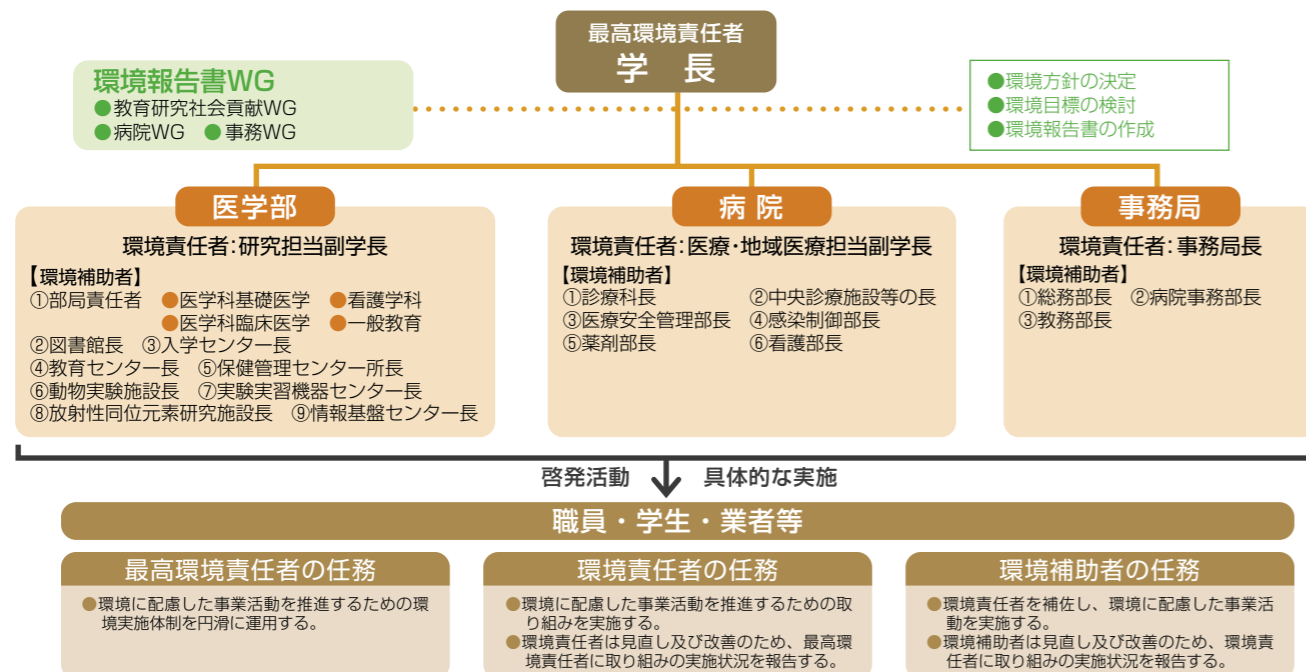 最高環境責任者
学 長
環境報告書WG
●教育研究社会貢献WG
●病院WG ●事務WG
●環境方針の決定
●環境目標の検討
●環境報告書の作成
医学部
環境責任者:研究担当副学長
【環境補助者】
①部局責任者 ●医学科基礎医学 ●看護学科
●医学科臨床医学 ●一般教育
②図書館長 ③入学センター長
④教育センター長 ⑤保健管理センター所長
⑥動物実験施設長 ⑦実験実習機器センター長
⑧放射性同位元素研究施設長 ⑨情報基盤センター長
病 院
環境責任者:医療・地域医療担当副学長
【環境補助者】
①診療科長 ②中央診療施設等の長
③医療安全管理部長 ④感染制御部長
⑤薬剤部長 ⑥看護部長
事務局
環境責任者:事務局長
【環境補助者】
①総務部長 ②病院事務部長
③教務部長
啓発活動 具体的な実施
職員・学生・業者等
最高環境責任者の任務
●環境に配慮した事業活動を推進するための環
境実施体制を円滑に運用する。
環境責任者の任務
●環境に配慮した事業活動を推進するための取
り組みを実施する。
●環境責任者は見直し及び改善のため、最高環
境責任者に取り組みの実施状況を報告する。
環境補助者の任務
●環境責任者を補佐し、環境に配慮した事業活
動を実施する。
●環境補助者は見直し及び改善のため、環境責
任者に取り組みの実施状況を報告する。